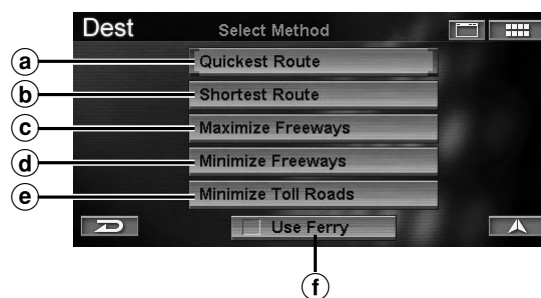 Dest Select Method
a Quickest Route
b Shortest Route
c Maximize Freeways
d Minimize Freeways
e Minimize Toll Roads
Use Ferry
f